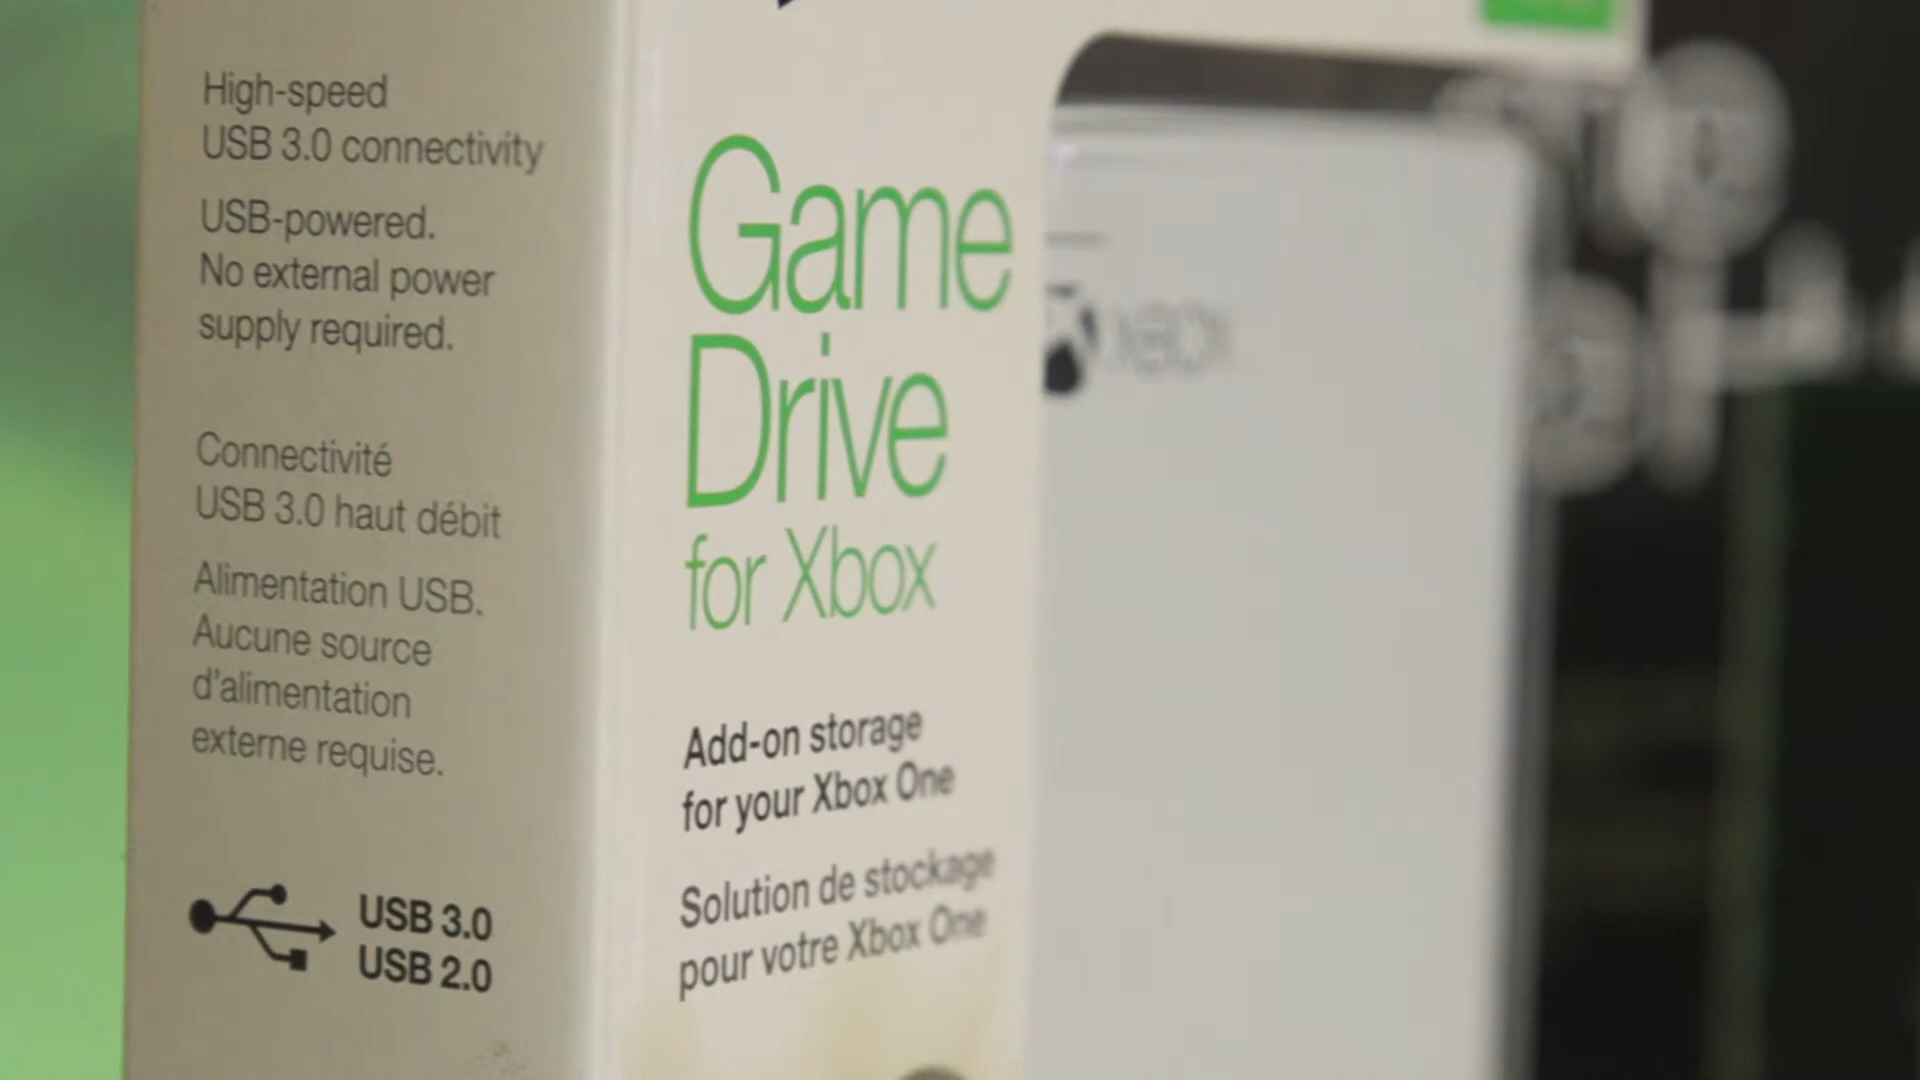 High-speed
USB 3.0 connectivity
USB-powered.
No external power
supply required.
Connectivité
USB 3.0 haut débit
Alimentation USB.
Aucune source
d'alimentation
externe requise.
USB 3.0
USB 2.0
Game
Drive
for Xbox
Add-on storage
for your Xbox One
Solution de stockage
pour votre Xbox One
XBOX